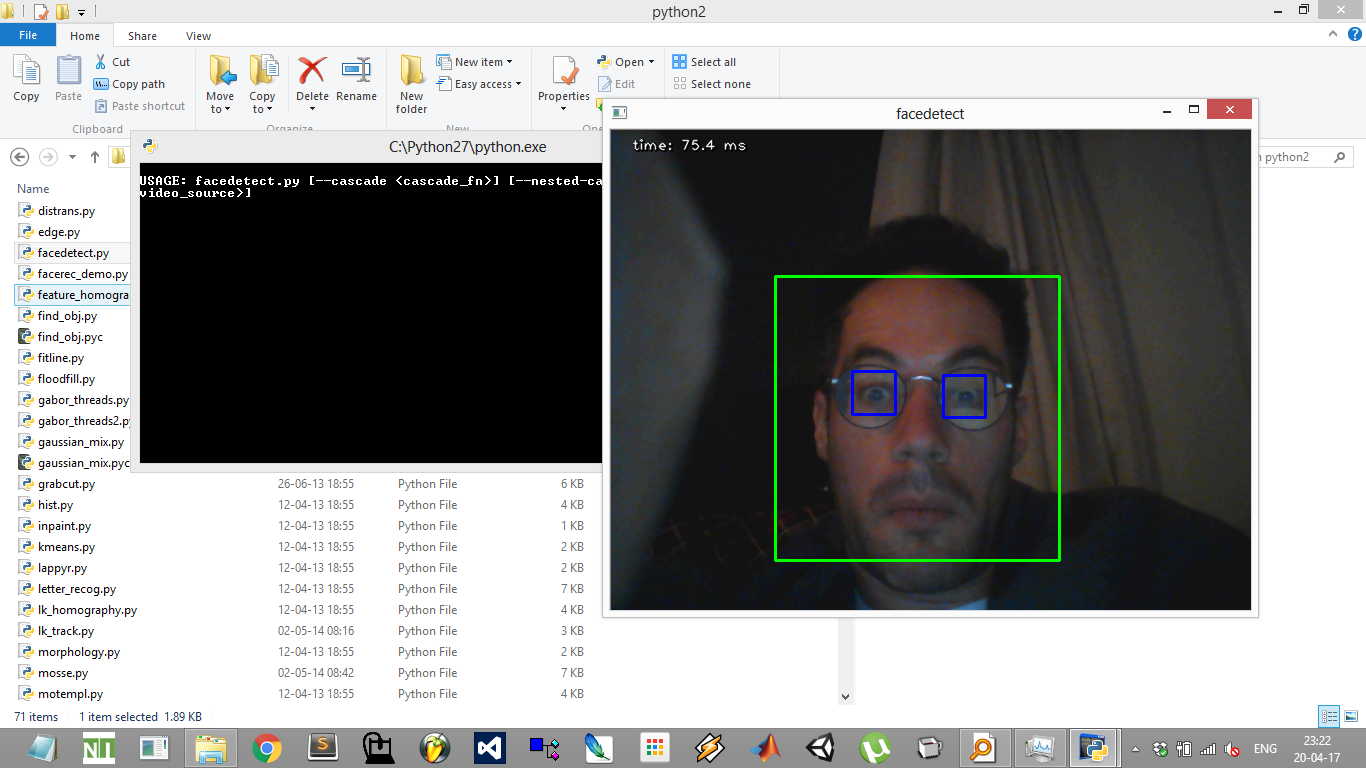 python2
File Home Share View
Cut
Copy path
Paste shortcut
Copy Paste
Clipboard
Move to
Copy to
Delete Rename
Organize
New item
Easy access
New folder
New
Properties
Open
Edit
Select all
Select none
python2
C:\Python27\python.exe
USAGE: facedetect.py [--cascade <cascade_fn>] [--nested-ca
video_source>]
facedetect
time: 75.4 ms
Name
distrans.py
edge.py
facedetect.py
facerec_demo.py
feature_homogra
find_obj.py
find_obj.pyc
fitline.py
floodfill.py
gabor_threads.py
gabor_threads2.py
gaussian_mix.py
gaussian_mix.pyc
grabcut.py 26-06-13 18:55 Python File 6 KB
hist.py 12-04-13 18:55 Python File 4 KB
inpaint.py 12-04-13 18:55 Python File 1 KB
kmeans.py 12-04-13 18:55 Python File 2 KB
lappyr.py 12-04-13 18:55 Python File 2 KB
letter_recog.py 12-04-13 18:55 Python File 7 KB
lk_homography.py 12-04-13 18:55 Python File 4 KB
lk_track.py 02-05-14 08:16 Python File 3 KB
morphology.py 12-04-13 18:55 Python File 2 KB
mosse.py 02-05-14 08:42 Python File 7 KB
motempl.py 12-04-13 18:55 Python File 4 KB
71 items 1 item selected 1.89 KB
ENG
23:22
20-04-17